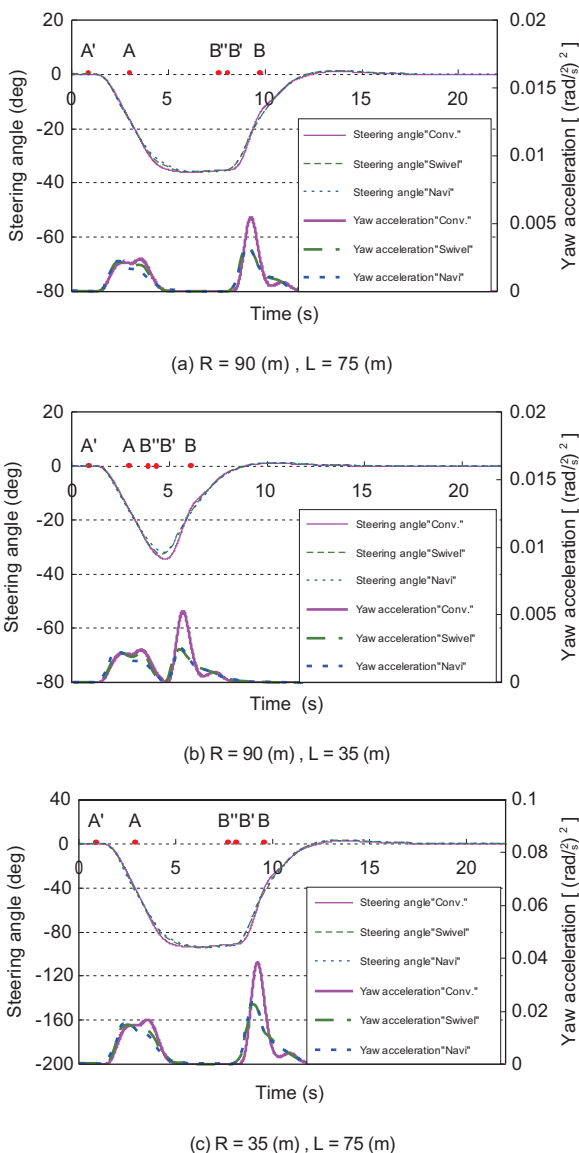 20
0.02
A' A B" B' B
0
0 5 10 15 20
0.015
-20
-40
0.01
-60
0.005
-80
0
Steering angle (deg)
Yaw acceleration [ (rad/s²)² ]
Steering angle"Conv."
Steering angle"Swivel"
Steering angle"Navi"
Yaw acceleration"Conv."
Yaw acceleration"Swivel"
Yaw acceleration"Navi"
Time (s)
(a) R = 90 (m) , L = 75 (m)
20
0.02
A' A B" B' B
0
0 5 10 15 20
0.015
-20
-40
0.01
-60
0.005
-80
0
Steering angle (deg)
Yaw acceleration [ (rad/s²)² ]
Steering angle"Conv."
Steering angle"Swivel"
Steering angle"Navi"
Yaw acceleration"Conv."
Yaw acceleration"Swivel"
Yaw acceleration"Navi"
Time (s)
(b) R = 90 (m) , L = 35 (m)
40
0.1
A' A B" B' B
0
0 5 10 15 20
0.08
-40
-80
0.06
0.04
-120
-160
0.02
-200
0
Steering angle (deg)
Yaw acceleration [ (rad/s²)² ]
Steering angle"Conv."
Steering angle"Swivel"
Steering angle"Navi"
Yaw acceleration"Conv."
Yaw acceleration"Swivel"
Yaw acceleration"Navi"
Time (s)
(c) R = 35 (m) , L = 75 (m)